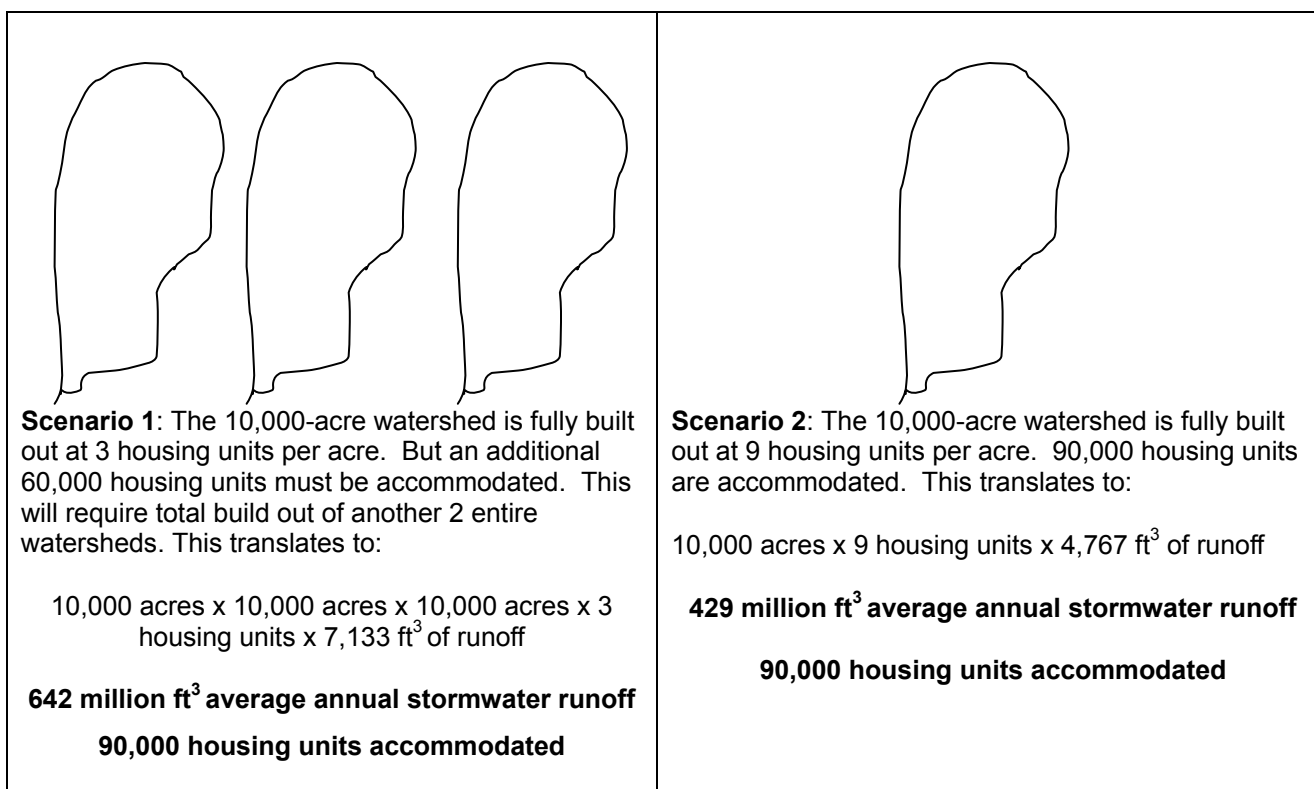 Scenario 1: The 10,000-acre watershed is fully built
out at 3 housing units per acre.  But an additional
60,000 housing units must be accommodated.  This
will require total build out of another 2 entire
watersheds. This translates to:
10,000 acres x 10,000 acres x 10,000 acres x 3
housing units x 7,133 ft³ of runoff
642 million ft³ average annual stormwater runoff
90,000 housing units accommodated
Scenario 2: The 10,000-acre watershed is fully built
out at 9 housing units per acre.  90,000 housing units
are accommodated.  This translates to:
10,000 acres x 9 housing units x 4,767 ft³ of runoff
429 million ft³ average annual stormwater runoff
90,000 housing units accommodated